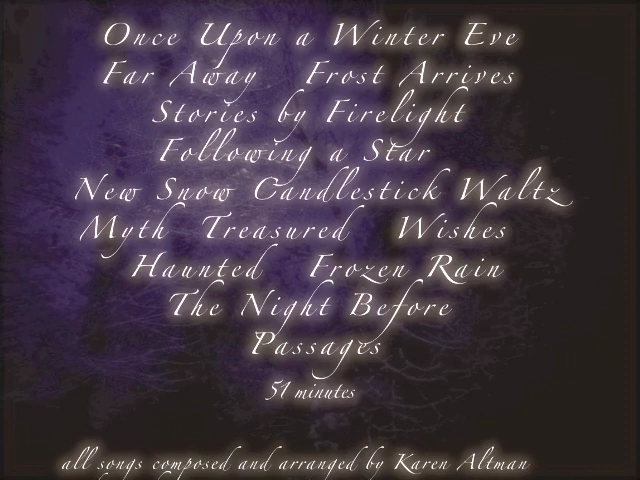 Once Upon a Winter Eve
Far Away Frost Arrives
Stories by Firelight
Following a Star
New Snow Candlestick Waltz
Myth Treasured Wishes
Haunted Frozen Rain
The Night Before
Passages
51 minutes
all songs composed and arranged by Karen Altman